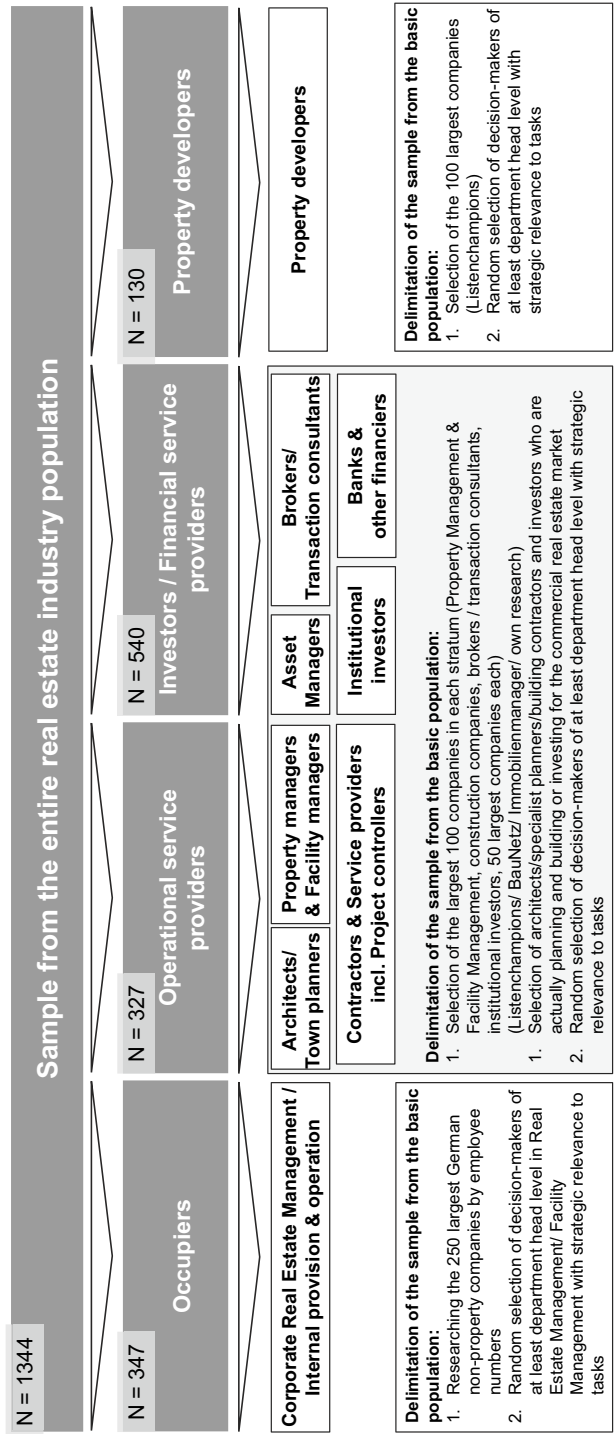 N = 1344
Sample from the entire real estate industry population
N = 347
Occupiers
N = 327
Operational service
providers
N = 540
Investors / Financial service
providers
N = 130
Property developers
Corporate Real Estate Management /
Internal provision & operation
Architects/
Town planners
Property managers
& Facility managers
Contractors & Service providers
incl. Project controllers
Asset
Managers
Brokers/
Transaction consultants
Institutional
investors
Banks &
other financiers
Property developers
Delimitation of the sample from the basic
population:
1. Researching the 250 largest German
non-property companies by employee
numbers
2. Random selection of decision-makers of
at least department head level in Real
Estate Management/ Facility
Management with strategic relevance to
tasks
Delimitation of the sample from the basic population:
1. Selection of the largest 100 companies in each stratum (Property Management &
Facility Management, construction companies, brokers / transaction consultants,
institutional investors, 50 largest companies each)
(Listenchampions/ BauNetz/ Immobilienmanager/ own research)
1. Selection of architects/specialist planners/building contractors and investors who are
actually planning and building or investing for the commercial real estate market
2. Random selection of decision-makers of at least department head level with strategic
relevance to tasks
Delimitation of the sample from the basic
population:
1. Selection of the 100 largest companies
(Listenchampions)
2. Random selection of decision-makers of
at least department head level with
strategic relevance to tasks